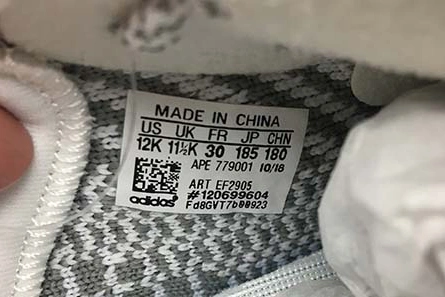 MADE IN CHINA
US UK FR JP CHN
12K 11½K 30 185 180
APE 779001 10/18
ART EF2905
#120699604
adidas